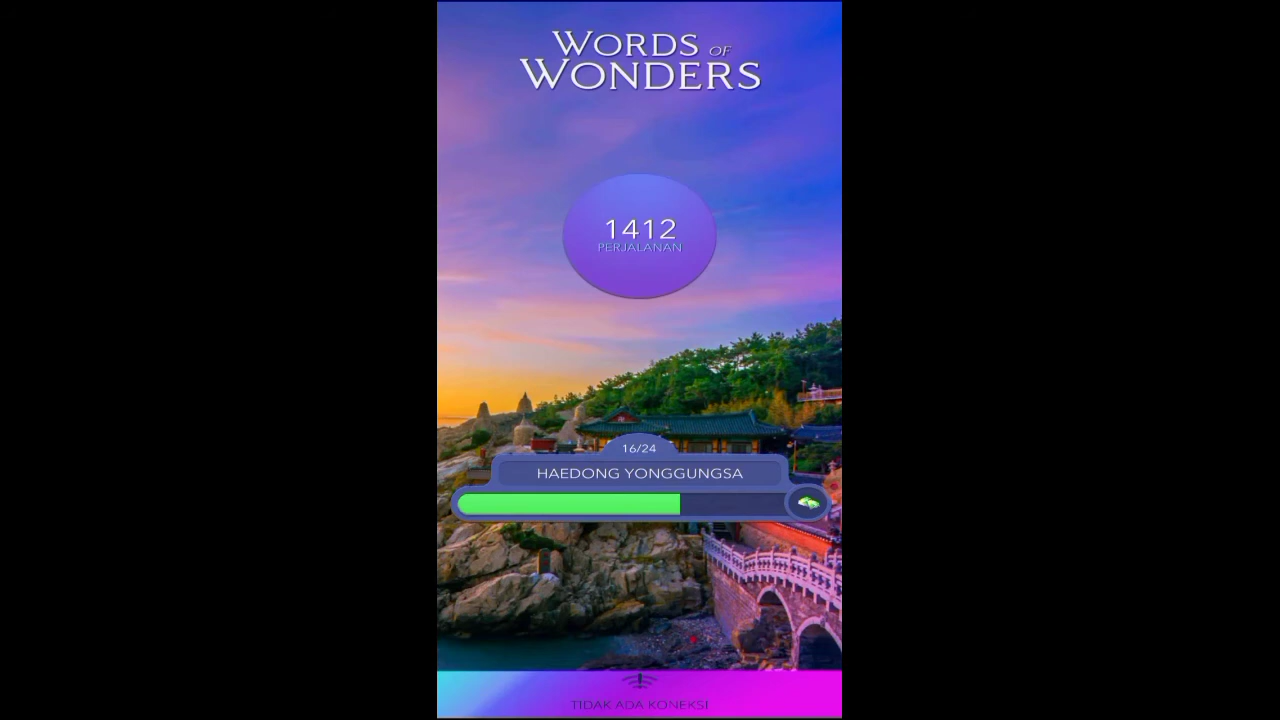 WORDS OF
WONDERS
1412
PERJALANAN
16/24
HAEDONG YONGGUNGSA
TIDAK ADA KONEKSI